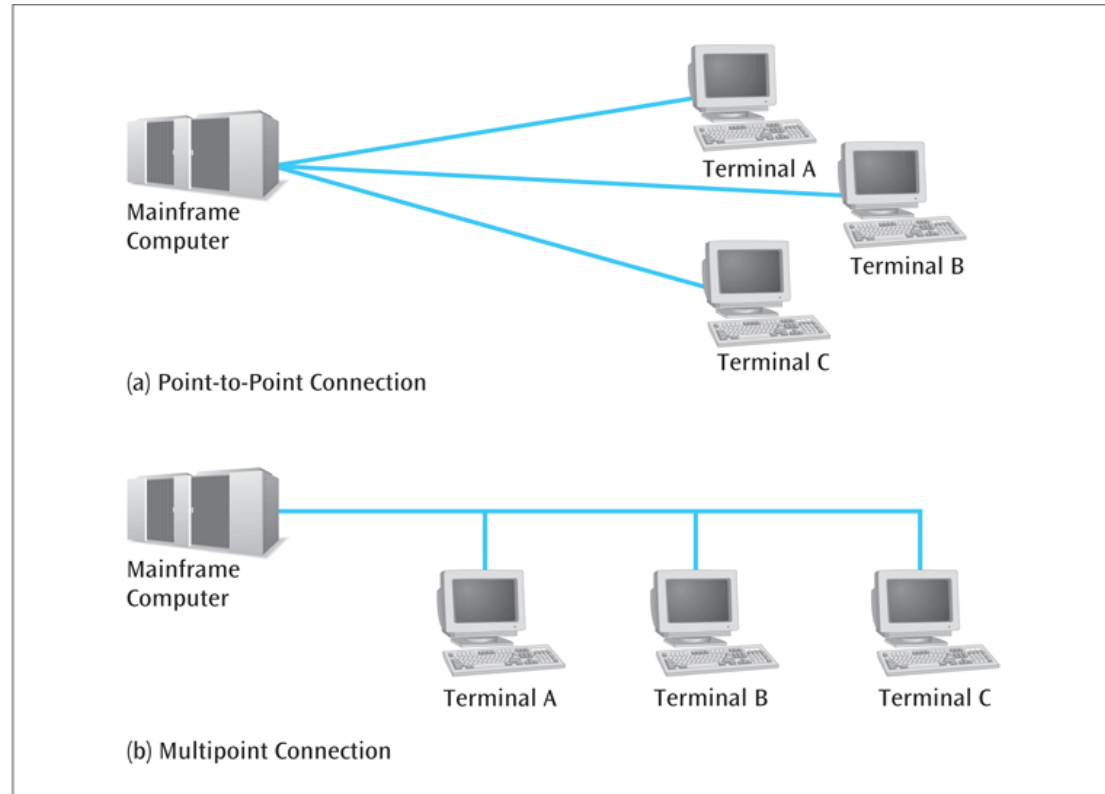 Terminal A
Mainframe
Computer
Terminal B
Terminal C
(a) Point-to-Point Connection
Mainframe
Computer
Terminal A
Terminal B
Terminal C
(b) Multipoint Connection